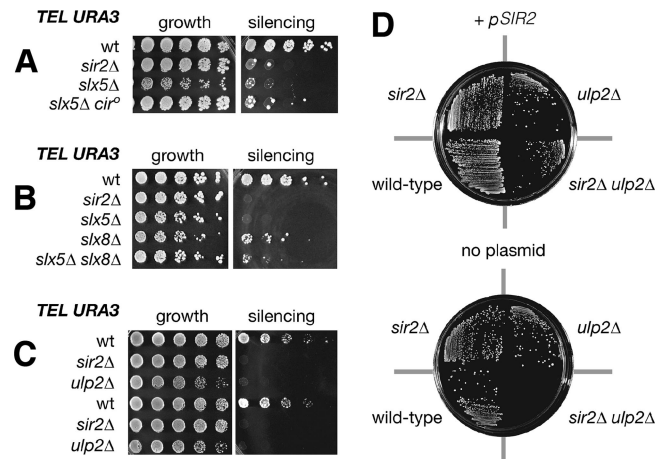 TEL URA3 growth silencing
A
wt
sir2Δ
slx5Δ
slx5Δ cir°
TEL URA3 growth silencing
B
wt
sir2Δ
slx5Δ
slx8Δ
slx5Δ slx8Δ
TEL URA3 growth silencing
C
wt
sir2Δ
ulp2Δ
wt
sir2Δ
ulp2Δ
D
+ pSIR2
sir2Δ ulp2Δ
wild-type sir2Δ ulp2Δ
no plasmid
sir2Δ ulp2Δ
wild-type sir2Δ ulp2Δ